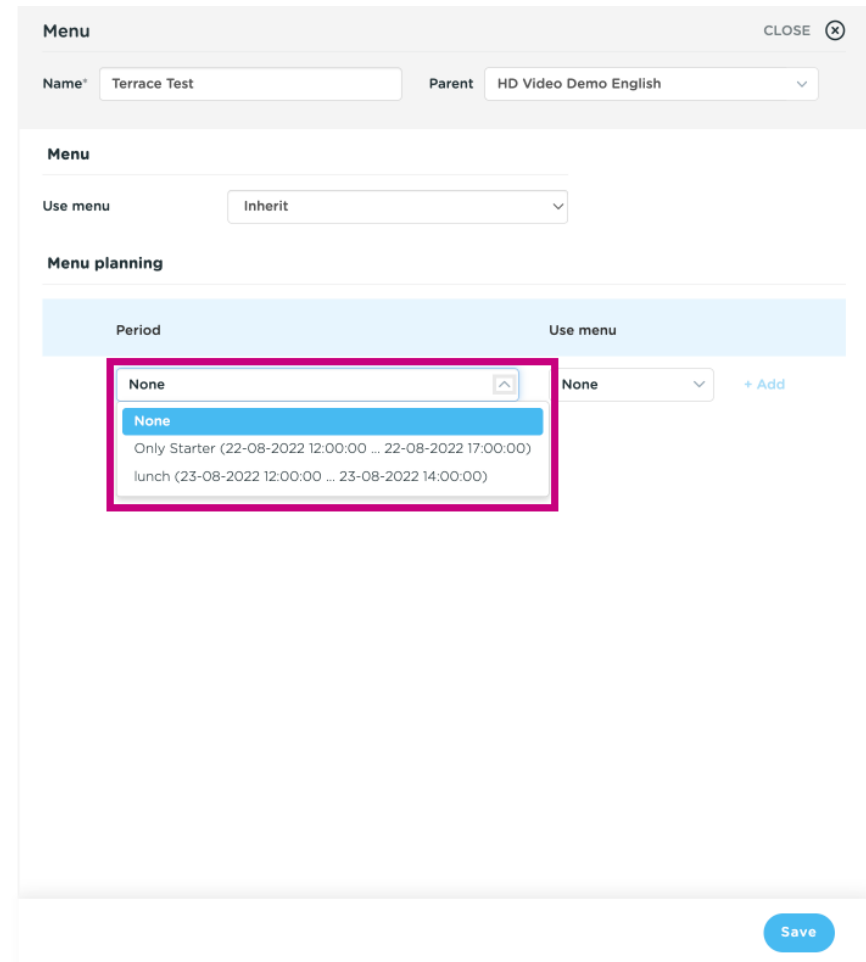 Menu
CLOSE
Name* Terrace Test Parent HD Video Demo English
Menu
Use menu Inherit
Menu planning
Period Use menu
None None + Add
None
Only Starter (22-08-2022 12:00:00 ... 22-08-2022 17:00:00)
lunch (23-08-2022 12:00:00 ... 23-08-2022 14:00:00)
Save